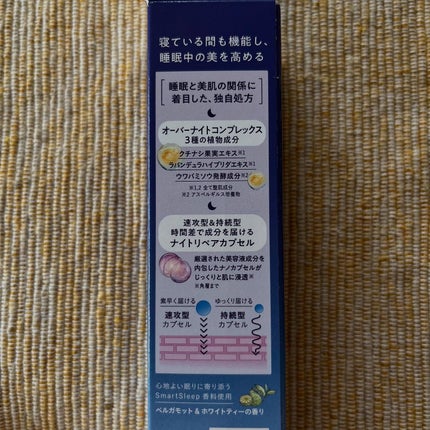 寝ている間も機能し、
睡眠中の美を高める
睡眠と美肌の関係に
着目した、独自処方
オーバーナイトコンプレックス
3種の植物成分
クチナシ果実エキス※1
ラバンデュラハイブリダエキス※1
ウワバミソウ発酵成分※2
※1,2 全て整肌成分
※2 アスペルギルス培養物
速攻型&持続型
時間差で成分を届ける
ナイトリペアカプセル
厳選された美容液成分を
内包したナノカプセルが
じっくりと肌に浸透※
※角層まで
素早く届ける
速攻型
カプセル
ゆっくり届ける
持続型
カプセル
心地よい眠りに寄り添う
SmartSleep 香料使用
ベルガモット&ホワイトティーの香り